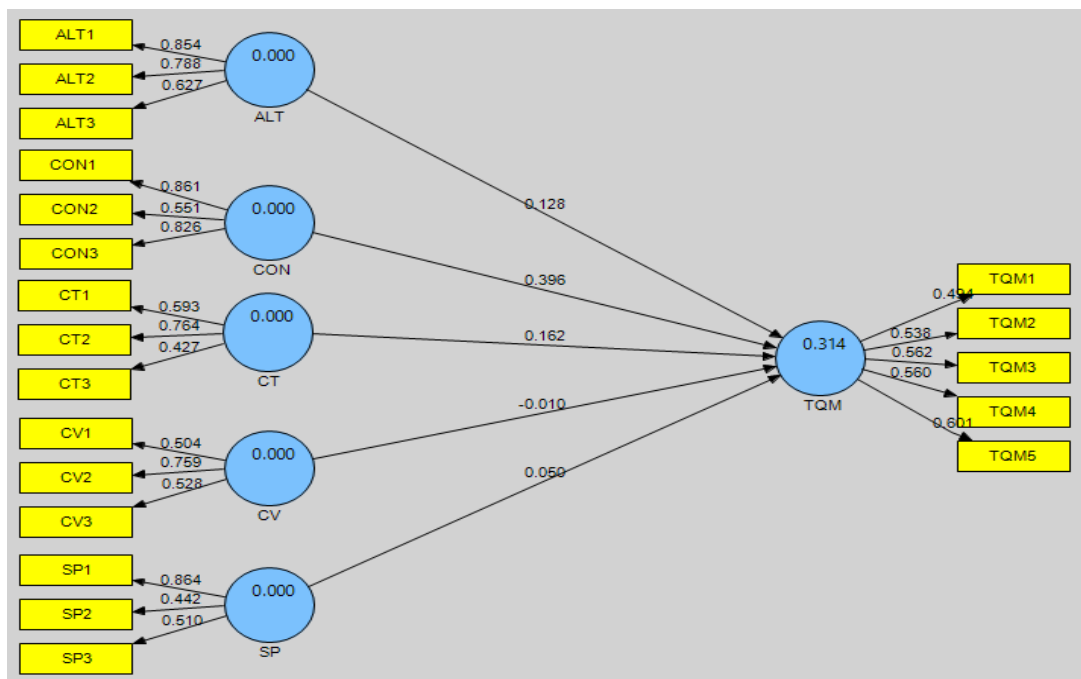 ALT1
0.854
0.788
ALT2
0.627
ALT3
0.000
ALT
CON1
0.861
CON2
0.551
0.826
CON3
0.000
CON
CT1
0.593
CT2
0.764
0.427
CT3
0.000
CT
CV1
0.504
CV2
0.759
0.528
CV3
0.000
CV
SP1
0.864
SP2
0.442
0.510
SP3
0.000
SP
0.128
0.396
0.162
-0.010
0.050
0.314
TQM
0.494
TQM1
0.538
TQM2
0.562
TQM3
0.560
TQM4
0.601
TQM5